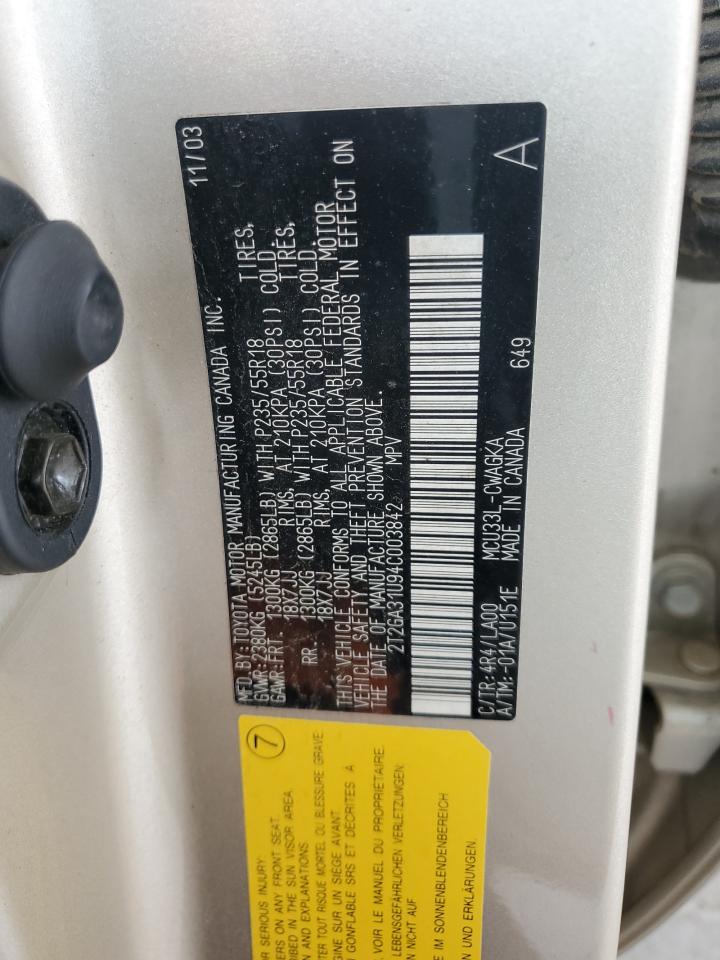 11/03
MFD. BY: TOYOTA MOTOR MANUFACTURING CANADA INC.
GVWR: 2380KG (5245LB)
GAWR: FRT. 1300KG (2865LB) WITH P235/55R18 TIRES,
18X7JJ RIMS, AT 210KPA (30PSI) COLD.
RR. 1300KG (2865LB) WITH P235/55R18 TIRES,
18X7JJ RIMS, AT 210KPA (30PSI) COLD.
THIS VEHICLE CONFORMS TO ALL APPLICABLE FEDERAL MOTOR
VEHICLE SAFETY AND THEFT PREVENTION STANDARDS IN EFFECT ON
THE DATE OF MANUFACTURE SHOWN ABOVE.
2T2GA31U94C003842 MPV
A
C/TR: 4R4/LA00 MCU33L-CWAGKA 649
A/TM: -01A/U151E MADE IN CANADA
7
SERIOUS INJURY:
ON ANY FRONT SEAT.
IN THE SUN VISOR AREA.
AND EXPLANATIONS.
TOUT RISQUE MORTEL OU BLESSURE GRAVE
SUR UN SIEGE AVANT
GONFLABLE SRS ET DECRITES À
VOIR LE MANUEL DU PROPRIETAIRE.
LEBENSGEFÄHRLICHEN VERLETZUNGEN:
NICHT AUF
IM SONNENBLENDENBEREICH
UND ERKLÄRUNGEN.